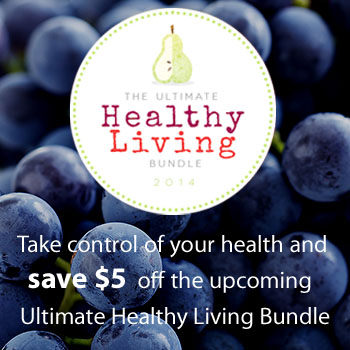 THE ULTIMATE
Healthy
Living
BUNDLE
2014
Take control of your health and
save $5 off the upcoming
Ultimate Healthy Living Bundle